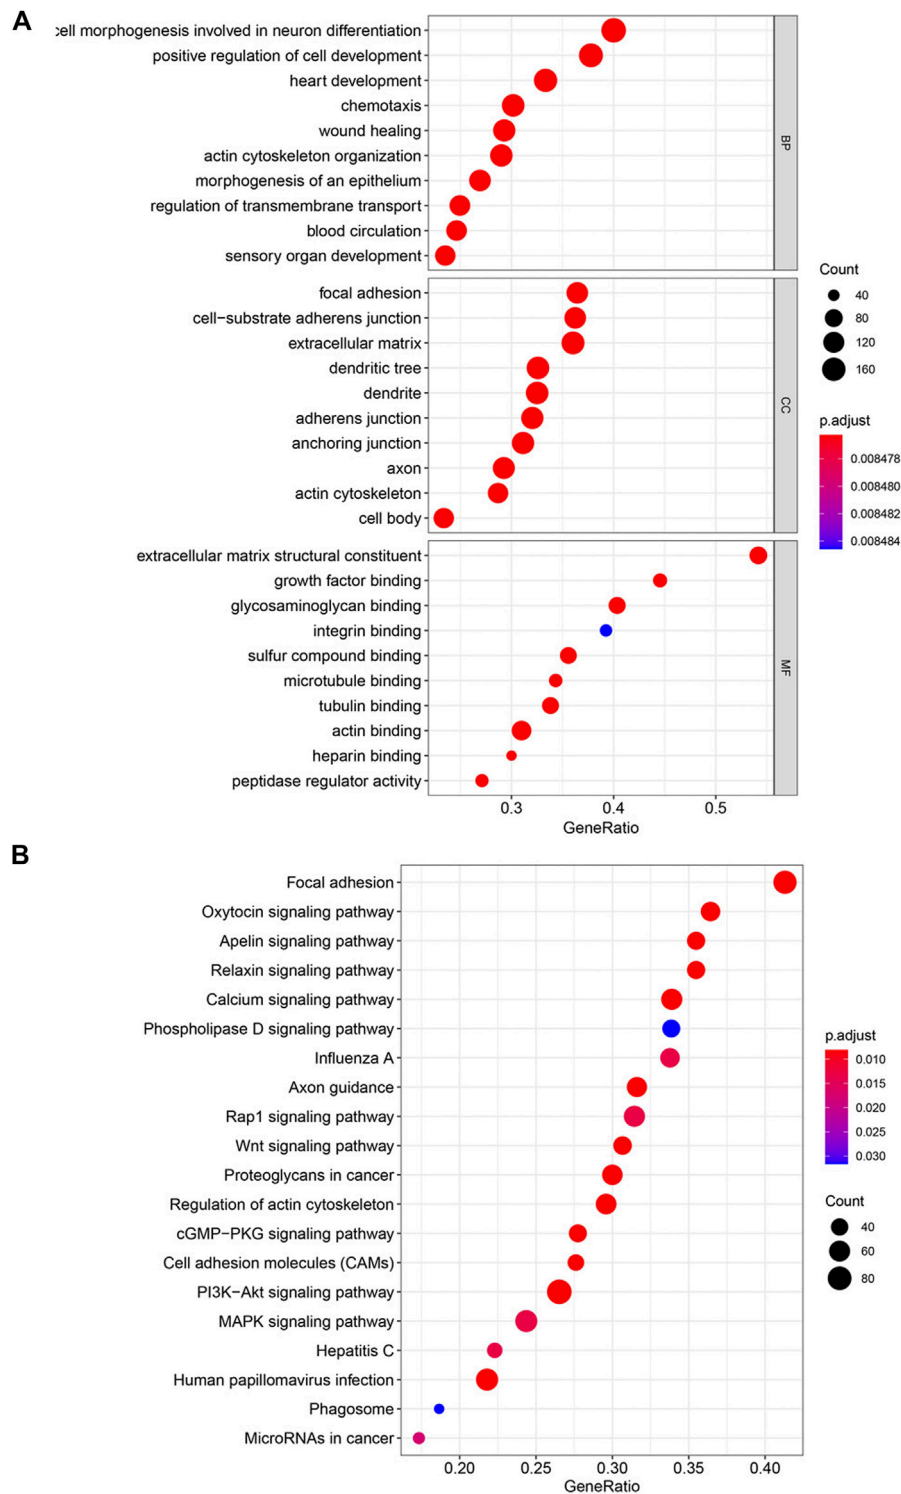 A
cell morphogenesis involved in neuron differentiation
positive regulation of cell development
heart development
chemotaxis
wound healing
actin cytoskeleton organization
morphogenesis of an epithelium
regulation of transmembrane transport
blood circulation
sensory organ development
BP
focal adhesion
cell−substrate adherens junction
extracellular matrix
dendritic tree
dendrite
adherens junction
anchoring junction
axon
actin cytoskeleton
cell body
CC
extracellular matrix structural constituent
growth factor binding
glycosaminoglycan binding
integrin binding
sulfur compound binding
microtubule binding
tubulin binding
actin binding
heparin binding
peptidase regulator activity
MF
0.3 0.4 0.5
GeneRatio
Count
40
80
120
160
p.adjust
0.008478
0.008480
0.008482
0.008484
B
Focal adhesion
Oxytocin signaling pathway
Apelin signaling pathway
Relaxin signaling pathway
Calcium signaling pathway
Phospholipase D signaling pathway
Influenza A
Axon guidance
Rap1 signaling pathway
Wnt signaling pathway
Proteoglycans in cancer
Regulation of actin cytoskeleton
cGMP−PKG signaling pathway
Cell adhesion molecules (CAMs)
PI3K−Akt signaling pathway
MAPK signaling pathway
Hepatitis C
Human papillomavirus infection
Phagosome
MicroRNAs in cancer
0.20 0.25 0.30 0.35 0.40
GeneRatio
p.adjust
0.010
0.015
0.020
0.025
0.030
Count
40
60
80